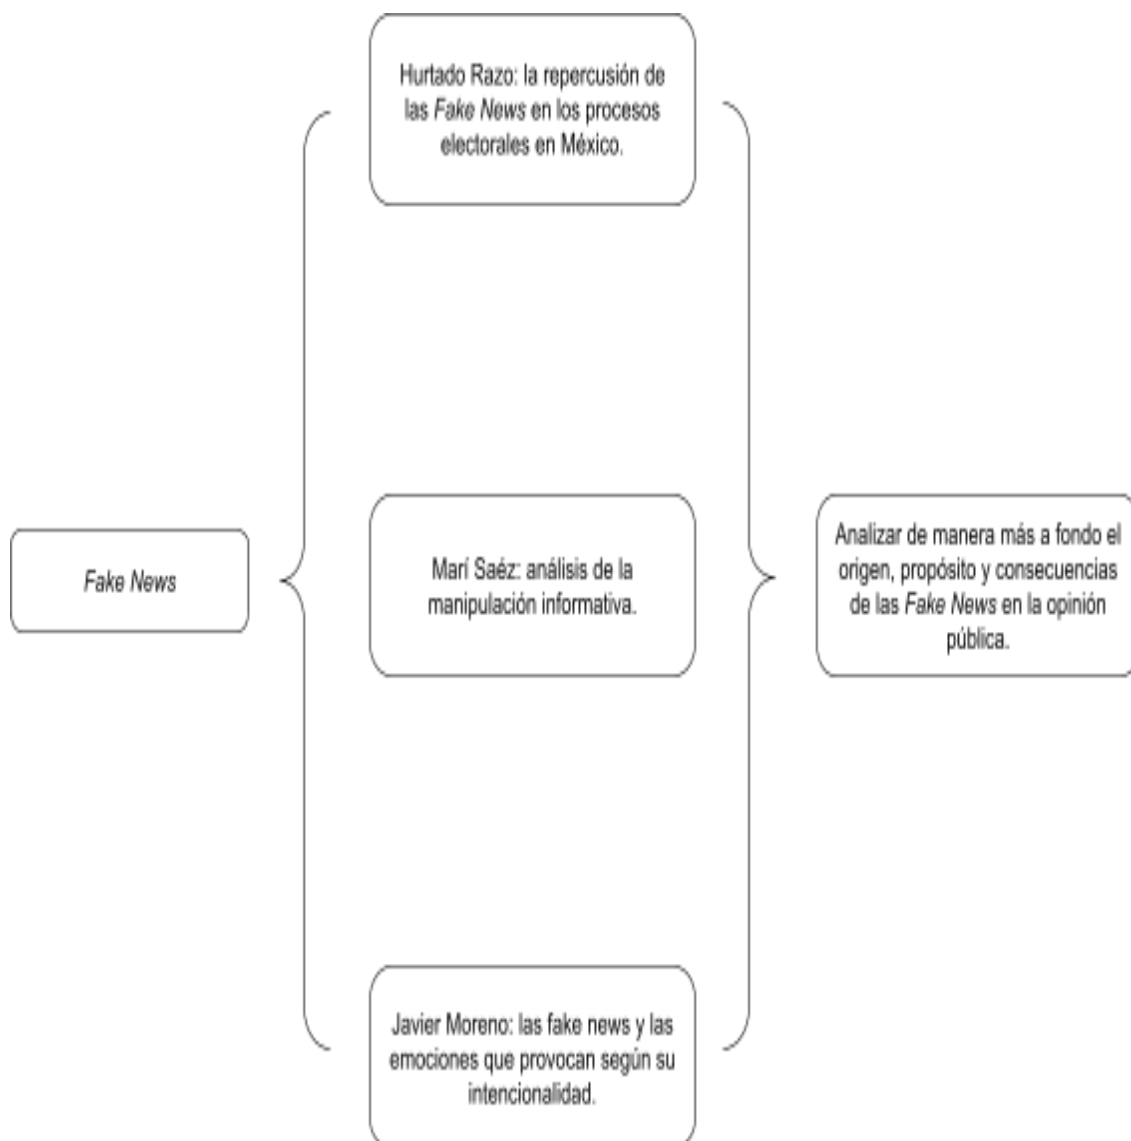 Hurtado Razo: la repercusión de
las Fake News en los procesos
electorales en México.
Fake News
Marí Saéz: análisis de la
manipulación informativa.
Analizar de manera más a fondo el
origen, propósito y consecuencias
de las Fake News en la opinión
pública.
Javier Moreno: las fake news y las
emociones que provocan según su
intencionalidad.